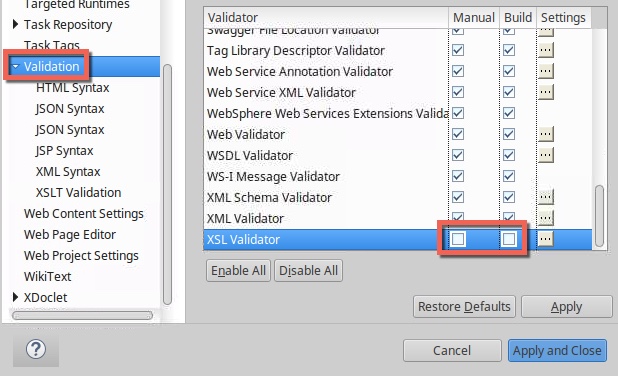 Targeted Runtimes
Task Repository
Task Tags
Validation
HTML Syntax
JSON Syntax
JSON Syntax
JSP Syntax
XML Syntax
XSLT Validation
Web Content Settings
Web Page Editor
Web Project Settings
WikiText
XDoclet
Validator Manual Build Settings
Swagger File Location Validator
Tag Library Descriptor Validator ...
Web Service Annotation Validator ...
Web Service XML Validator ...
WebSphere Web Services Extensions Valida
Web Validator ...
WSDL Validator ...
WS-I Message Validator
XML Schema Validator ...
XML Validator ...
XSL Validator ...
Enable All Disable All
Restore Defaults Apply
? Cancel Apply and Close